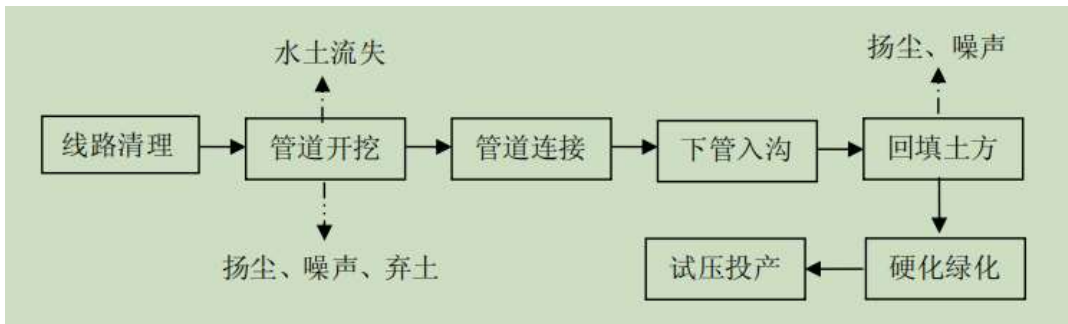 水土流失
扬尘、噪声
线路清理
管道开挖
管道连接
下管入沟
回填土方
扬尘、噪声、弃土
试压投产
硬化绿化